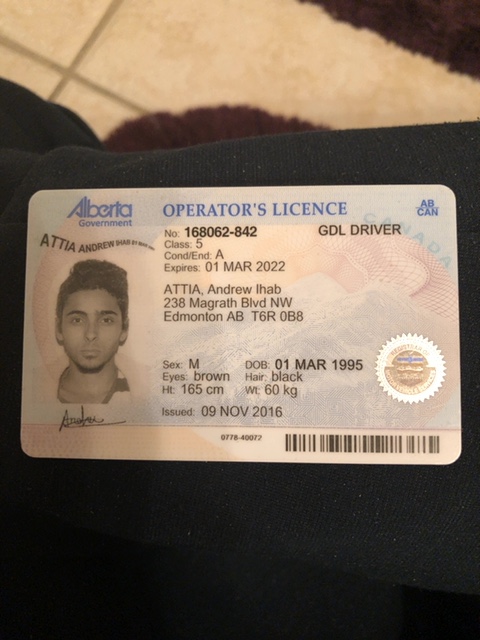 Alberta
Government
OPERATOR'S LICENCE
AB
CAN
No: 168062-842
GDL DRIVER
Class: 5
Cond/End: A
Expires: 01 MAR 2022
ATTIA ANDREW IHAB
CANADA
ATTIA, Andrew Ihab
238 Magrath Blvd NW
Edmonton AB T6R 0B8
Sex: M
DOB: 01 MAR 1995
Eyes: brown
Hair: black
Ht: 165 cm
Wt: 60 kg
Issued: 09 NOV 2016
0778-40072